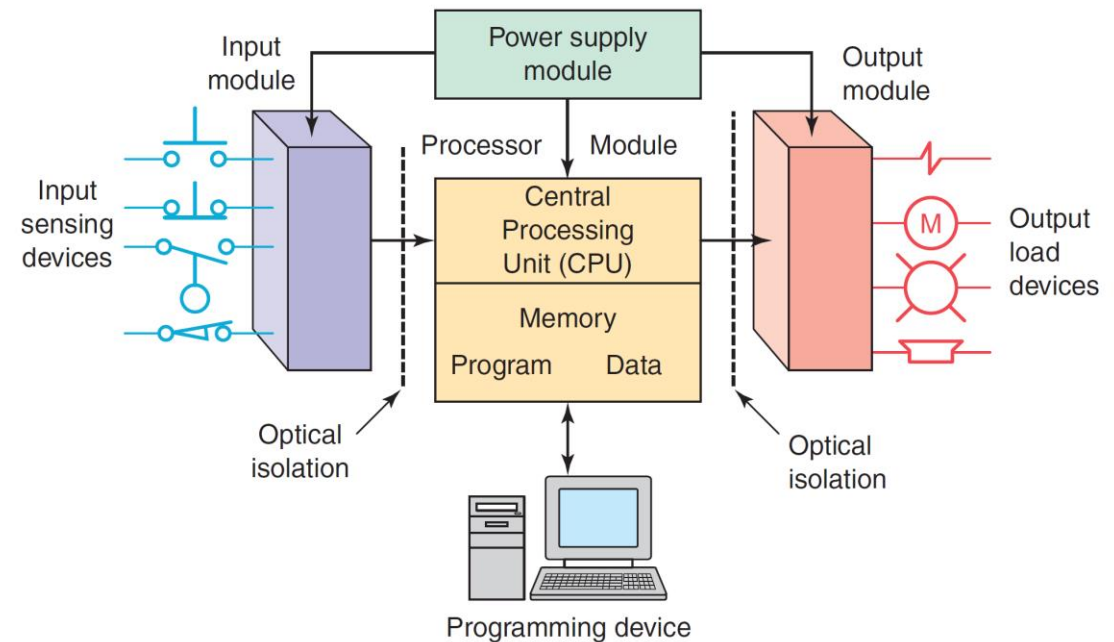 Power supply
module
Input
module
Output
module
Processor Module
Input
sensing
devices
Central
Processing
Unit (CPU)
Memory
Program Data
M
Output
load
devices
Optical
isolation
Optical
isolation
Programming device